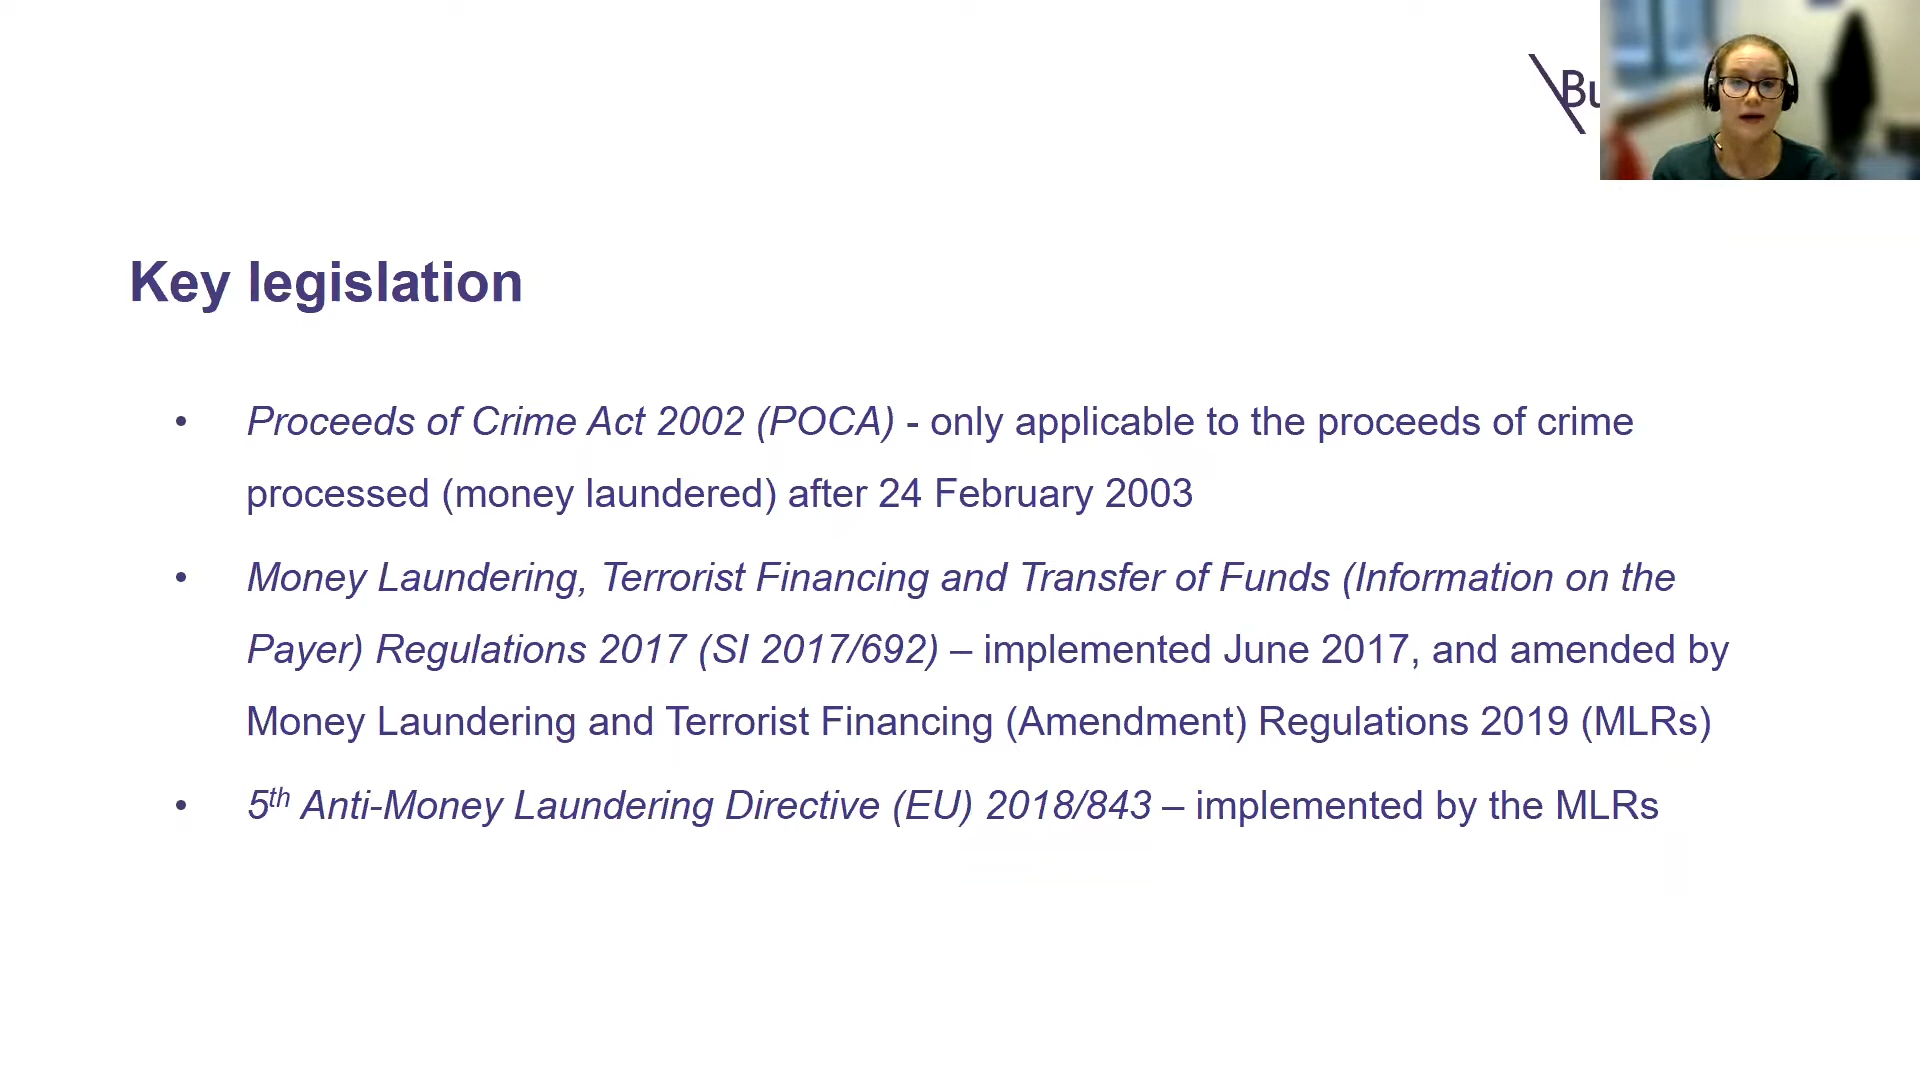 Bu
Key legislation
• Proceeds of Crime Act 2002 (POCA) - only applicable to the proceeds of crime
processed (money laundered) after 24 February 2003
• Money Laundering, Terrorist Financing and Transfer of Funds (Information on the
Payer) Regulations 2017 (SI 2017/692) – implemented June 2017, and amended by
Money Laundering and Terrorist Financing (Amendment) Regulations 2019 (MLRs)
• 5th Anti-Money Laundering Directive (EU) 2018/843 – implemented by the MLRs